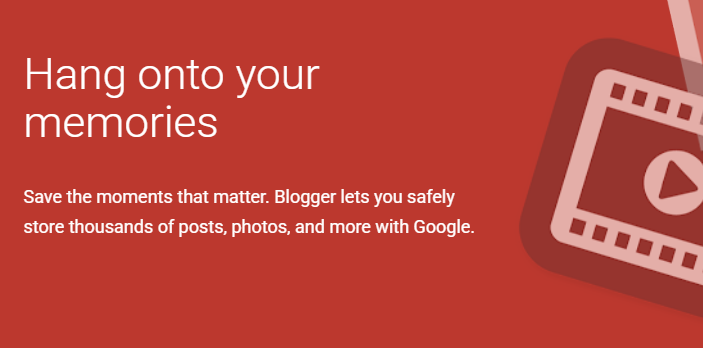 Hang onto your
memories
Save the moments that matter. Blogger lets you safely
store thousands of posts, photos, and more with Google.